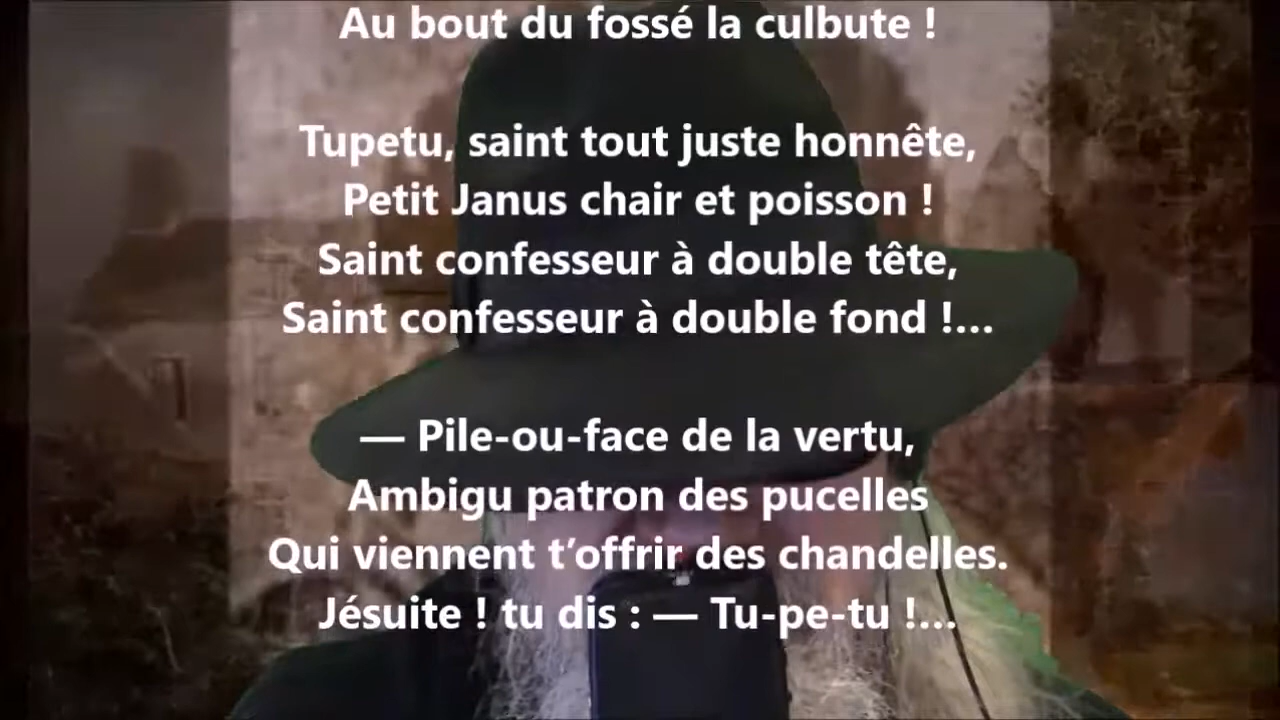 Au bout du fossé la culbute !
Tupetu, saint tout juste honnête,
Petit Janus chair et poisson !
Saint confesseur à double tête,
Saint confesseur à double fond !...
— Pile-ou-face de la vertu,
Ambigu patron des pucelles
Qui viennent t’offrir des chandelles.
Jésuite ! tu dis : — Tu-pe-tu !...